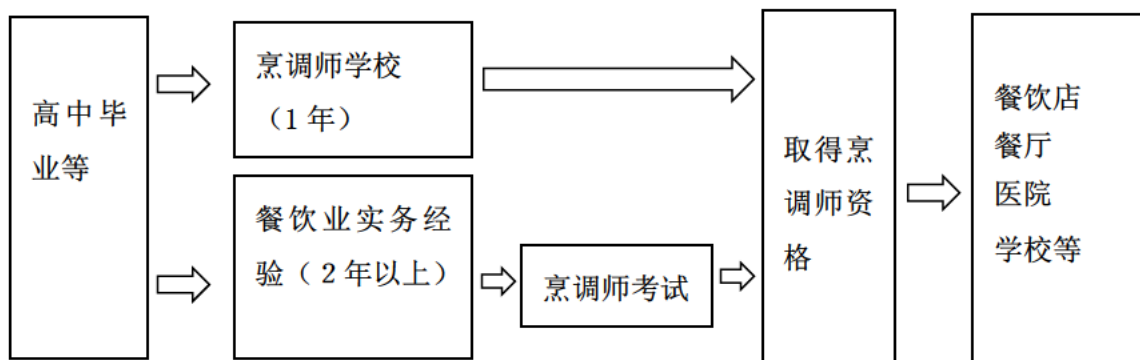 高中毕
业等
烹调师学校
（1 年）
餐饮业实务经
验（ 2 年以上）
烹调师考试
取得烹
调师资
格
餐饮店
餐厅
医院
学校等